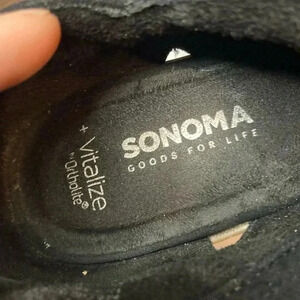 SONOMA
GOODS FOR LIFE
+ Vitalize
by Ortholite®